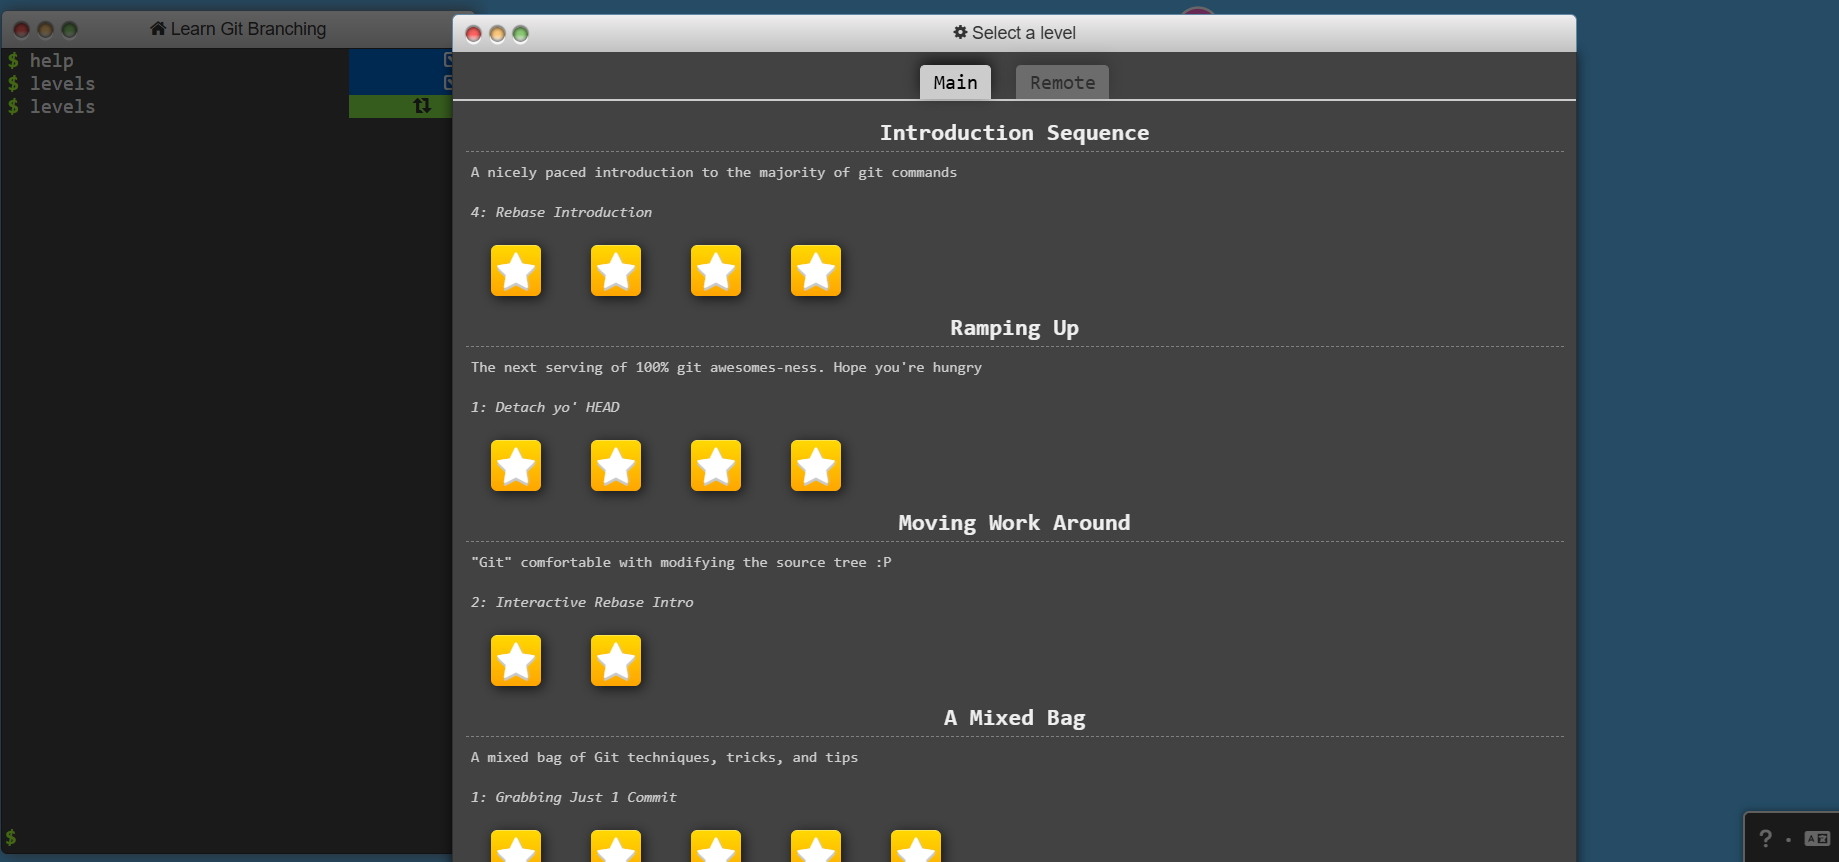 Learn Git Branching
$ help
$ levels
$ levels
$
Select a level
Main
Remote
Introduction Sequence
A nicely paced introduction to the majority of git commands
4: Rebase Introduction
Ramping Up
The next serving of 100% git awesomes-ness. Hope you're hungry
1: Detach yo' HEAD
Moving Work Around
"Git" comfortable with modifying the source tree :P
2: Interactive Rebase Intro
A Mixed Bag
A mixed bag of Git techniques, tricks, and tips
1: Grabbing Just 1 Commit
?